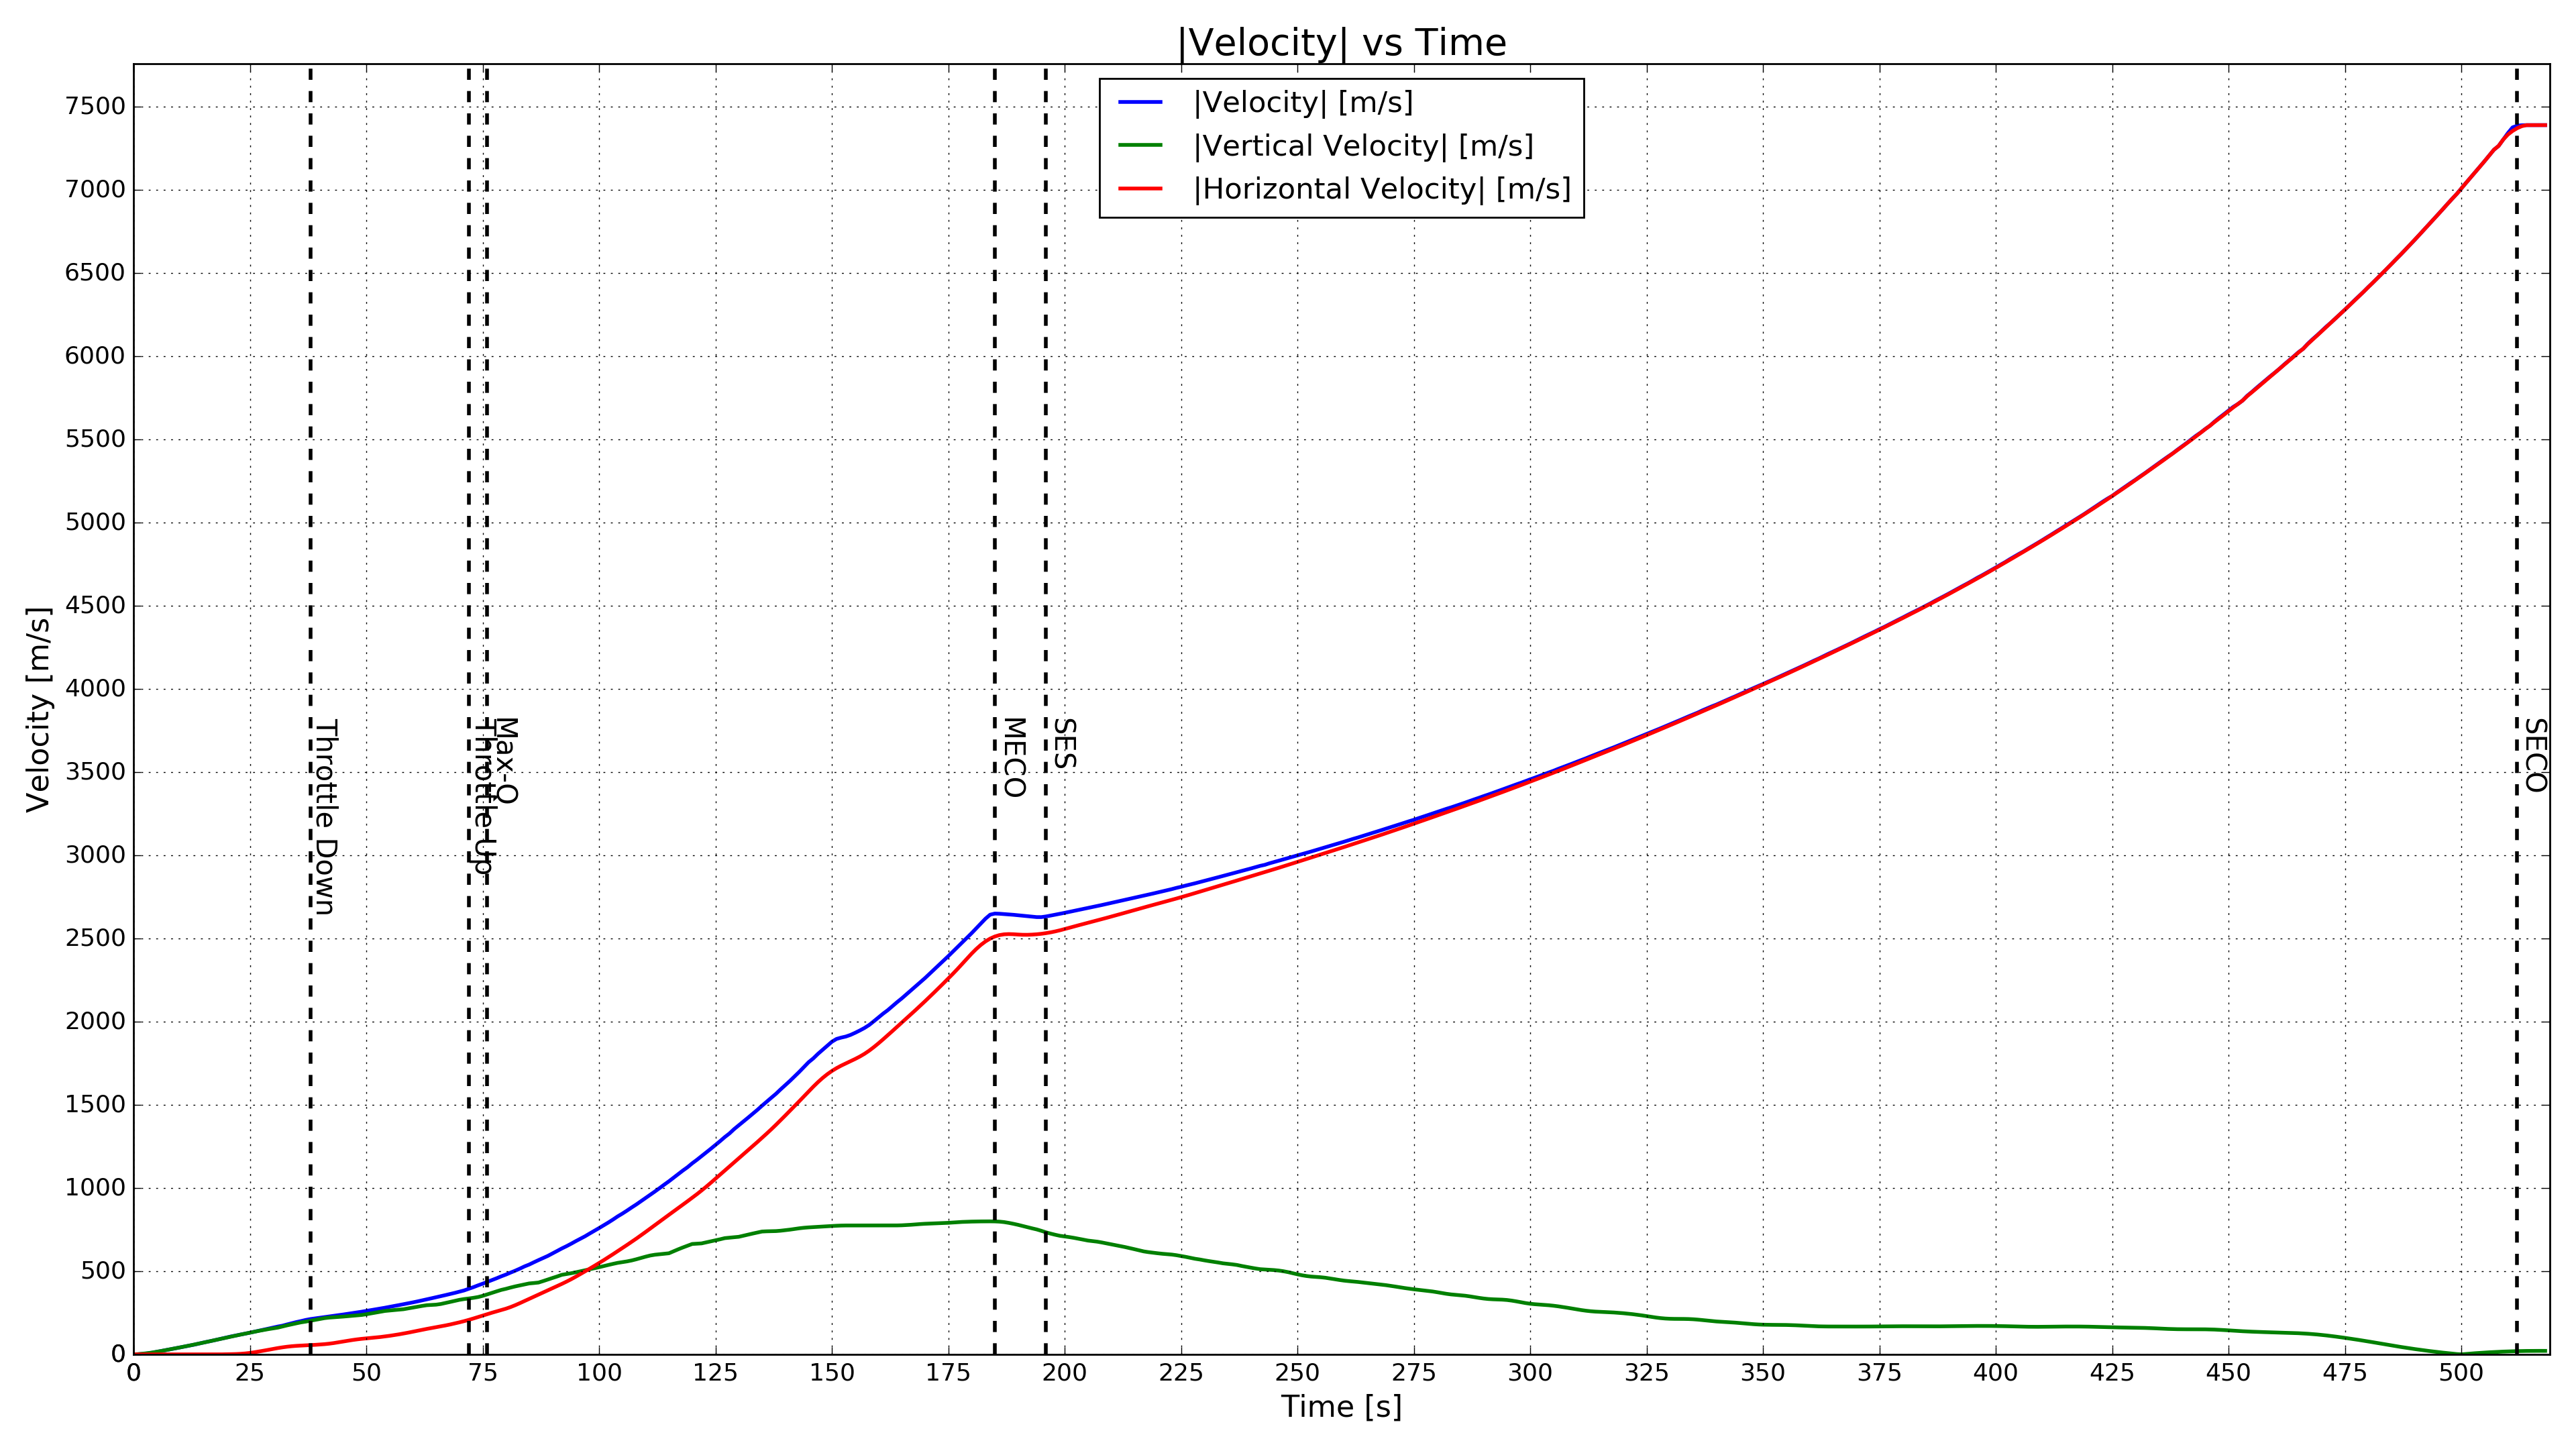 |Velocity| vs Time
|Velocity| [m/s]
|Vertical Velocity| [m/s]
|Horizontal Velocity| [m/s]
Velocity [m/s]
7500
7000
6500
6000
5500
5000
4500
4000
3500
3000
2500
2000
1500
1000
500
0
Throttle Down
Throttle Up
Max-Q
MECO
SES
SECO
0 25 50 75 100 125 150 175 200 225 250 275 300 325 350 375 400 425 450 475 500
Time [s]